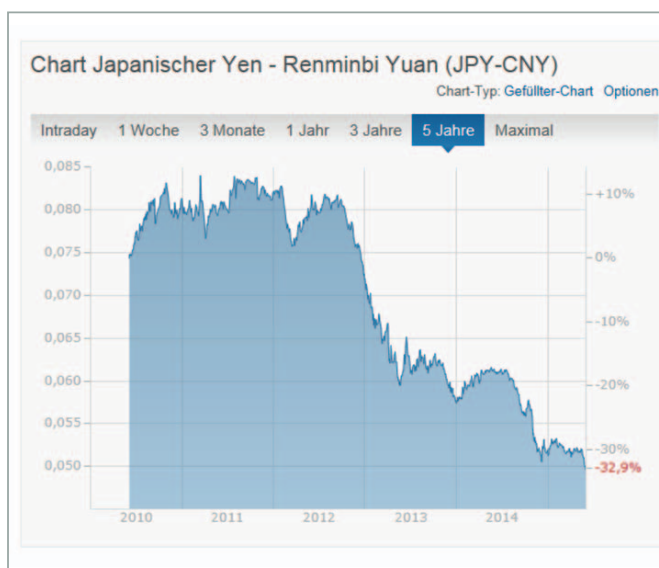 Chart Japanischer Yen - Renminbi Yuan (JPY-CNY)
Chart-Typ: Gefüllter-Chart Optionen
Intraday 1 Woche 3 Monate 1 Jahr 3 Jahre 5 Jahre Maximal
0,085
0,080 +10%
0,075 0%
0,070
0,065 -10%
0,060 -20%
0,055
0,050 -30%
-32,9%
2010 2011 2012 2013 2014